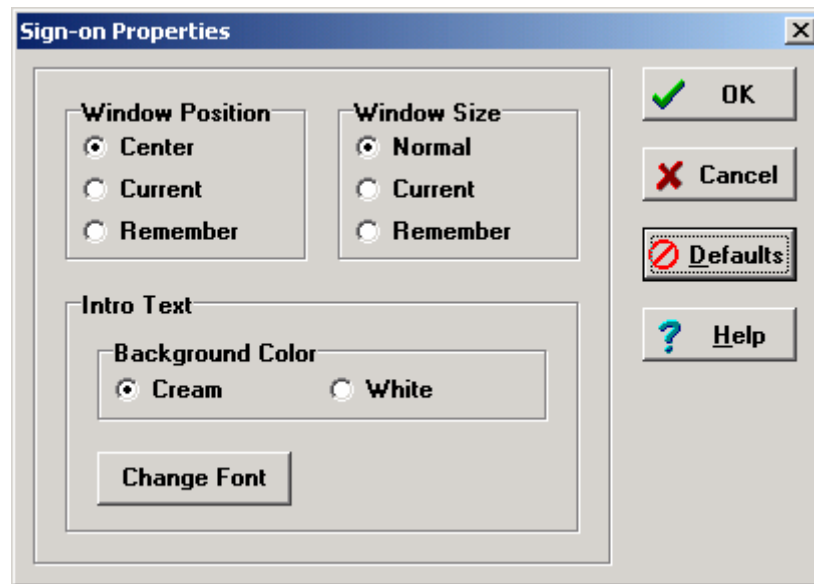 Sign-on Properties
Window Position
Center
Current
Remember
Window Size
Normal
Current
Remember
Intro Text
Background Color
Cream White
Change Font
OK
Cancel
Defaults
Help